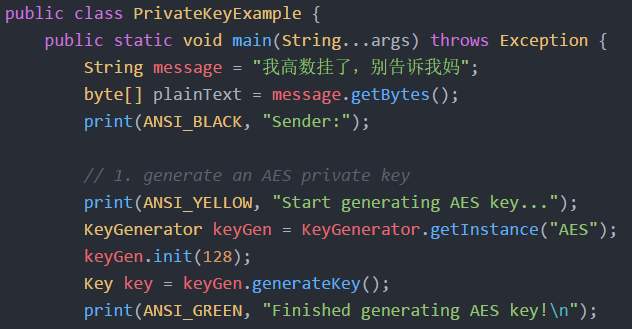 public class PrivateKeyExample {
public static void main(String...args) throws Exception {
String message = "我高数挂了，别告诉我妈";
byte[] plainText = message.getBytes();
print(ANSI_BLACK, "Sender:");
// 1. generate an AES private key
print(ANSI_YELLOW, "Start generating AES key...");
KeyGenerator keyGen = KeyGenerator.getInstance("AES");
keyGen.init(128);
Key key = keyGen.generateKey();
print(ANSI_GREEN, "Finished generating AES key!\n");